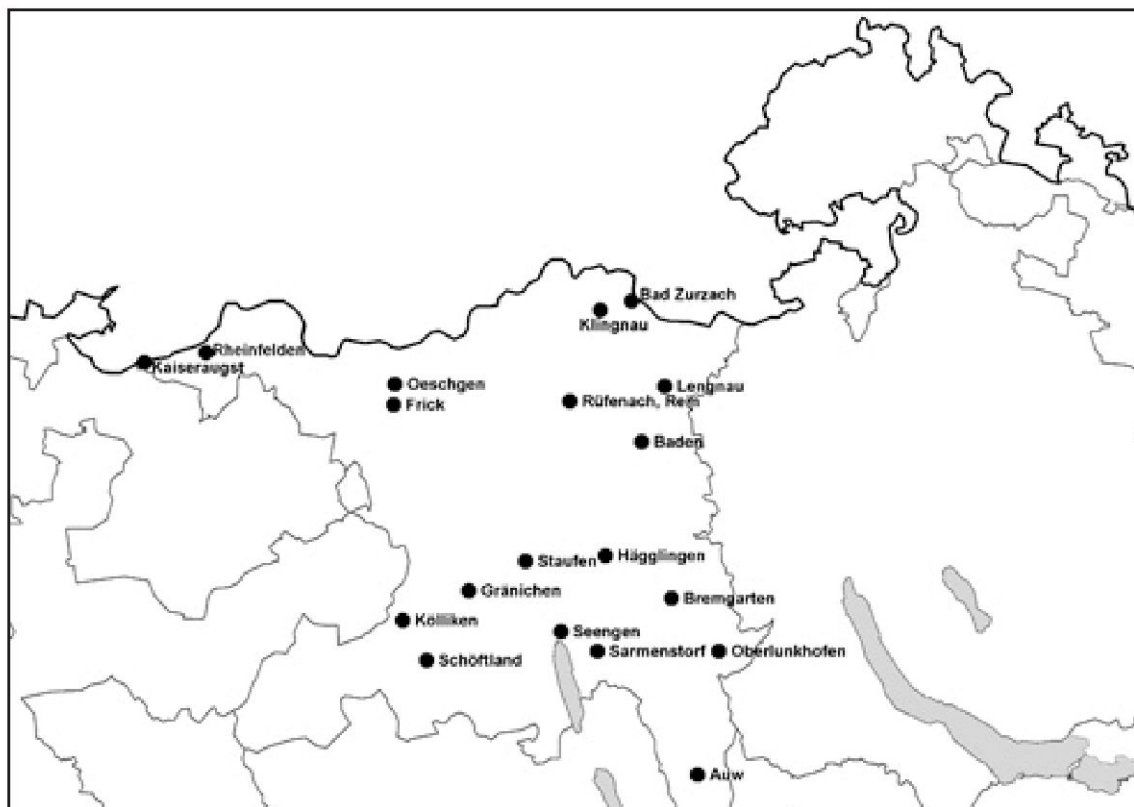 Bad Zurzach
Klingnau
Rheinfelden
Kaiseraugst
Oeschgen
Lengnau
Frick
Rüfenach, Rem
Baden
Staufen
Hägglingen
Gränichen
Bremgarten
Kölliken
Seengen
Sarmenstorf
Oberlunkhofen
Schöftland
Auw